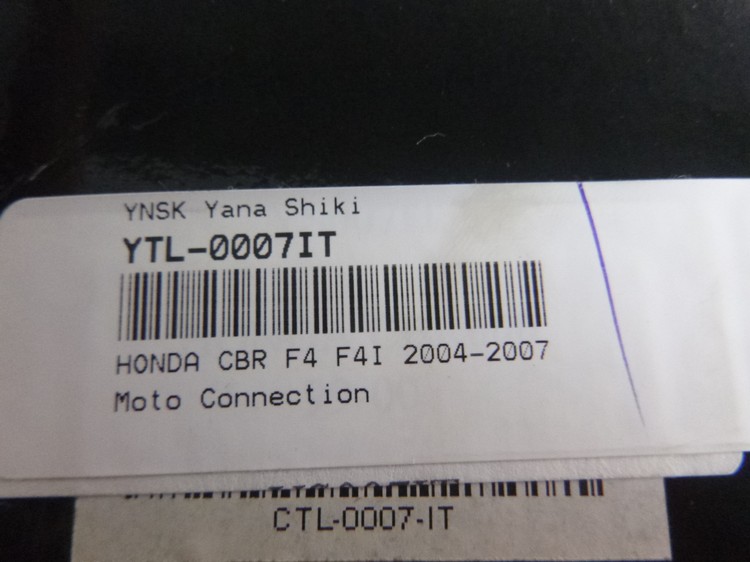 YNSK Yana Shiki
YTL-0007IT
HONDA CBR F4 F4I 2004-2007
Moto Connection
CTL-0007-IT